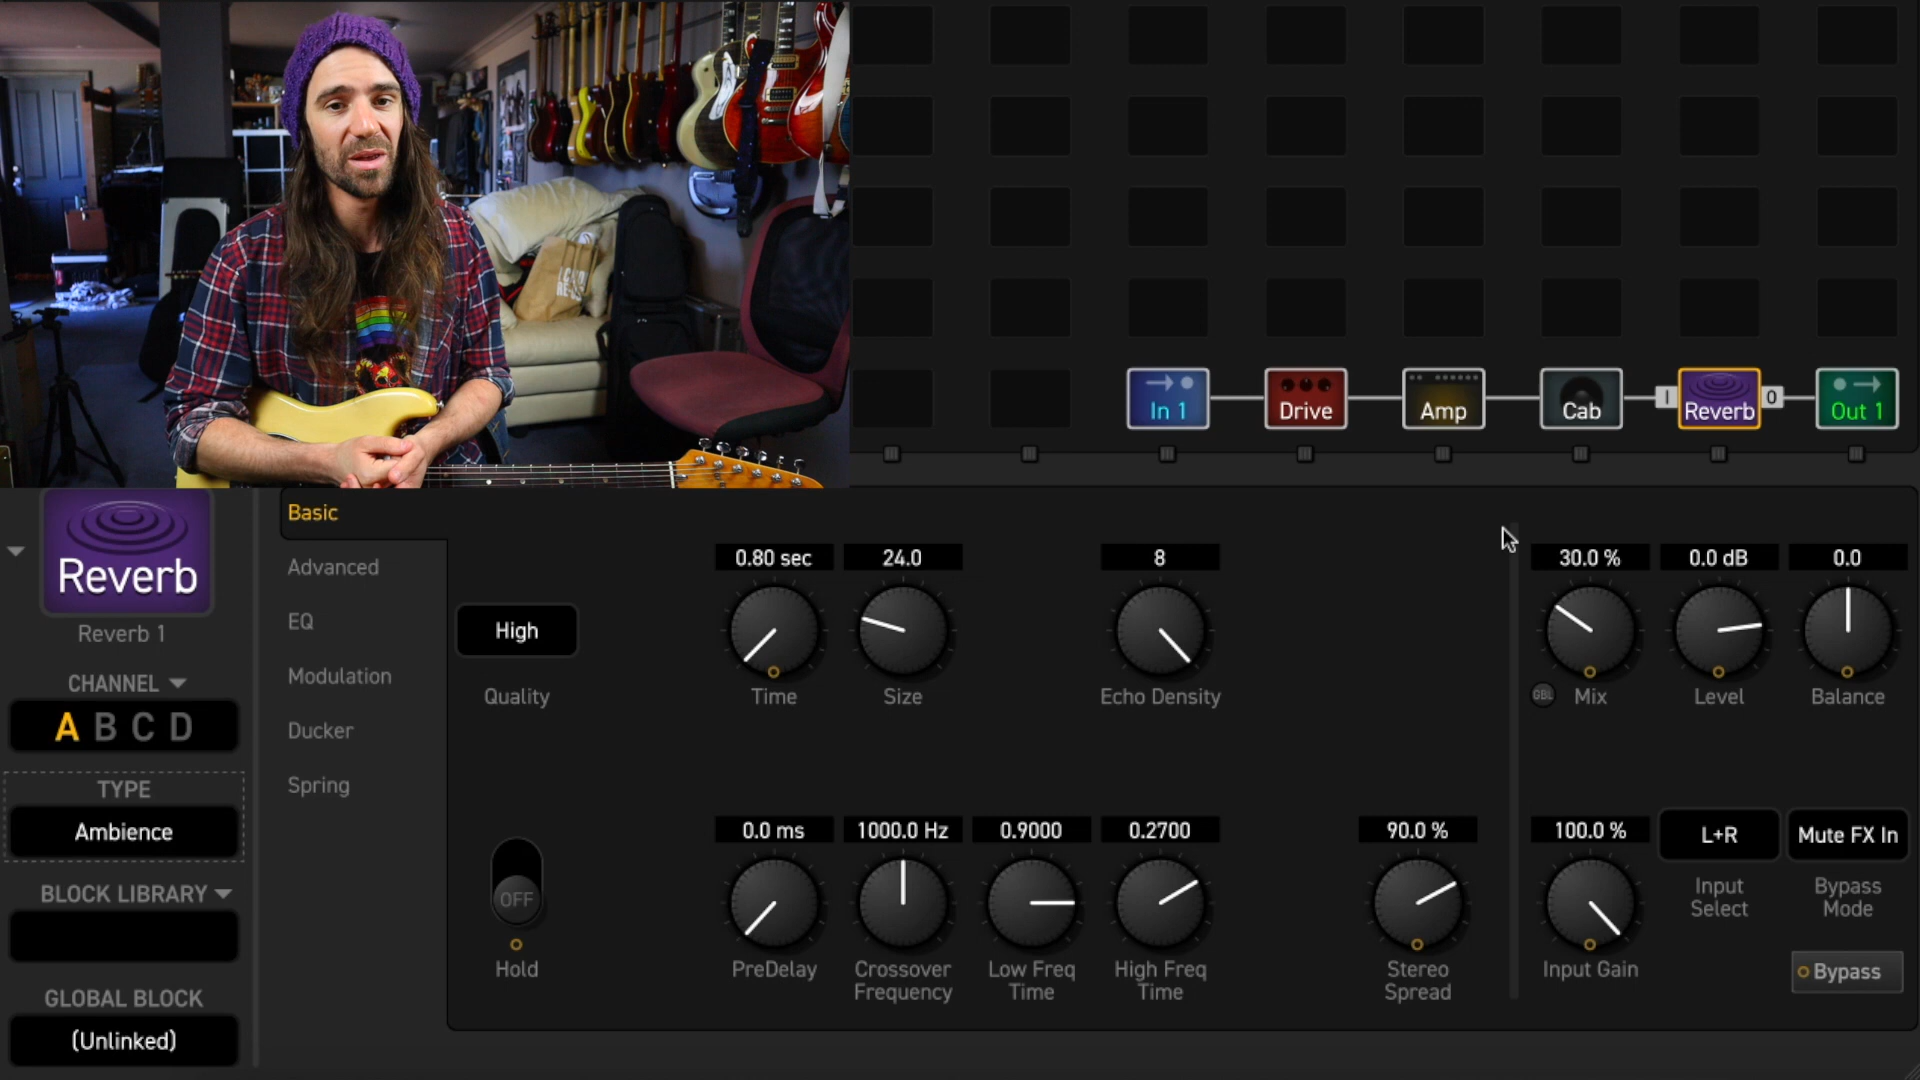 In 1
Drive
Amp
Cab
I
Reverb
O
Out 1
Reverb
Reverb 1
CHANNEL
A B C D
TYPE
Ambience
BLOCK LIBRARY
GLOBAL BLOCK
(Unlinked)
Basic
Advanced
EQ
Modulation
Ducker
Spring
High
Quality
OFF
Hold
0.80 sec
Time
24.0
Size
8
Echo Density
30.0 %
GBL
Mix
0.0 dB
Level
0.0
Balance
0.0 ms
PreDelay
1000.0 Hz
Crossover
Frequency
0.9000
Low Freq
Time
0.2700
High Freq
Time
90.0 %
Stereo
Spread
100.0 %
Input Gain
L+R
Input
Select
Mute FX In
Bypass
Mode
Bypass